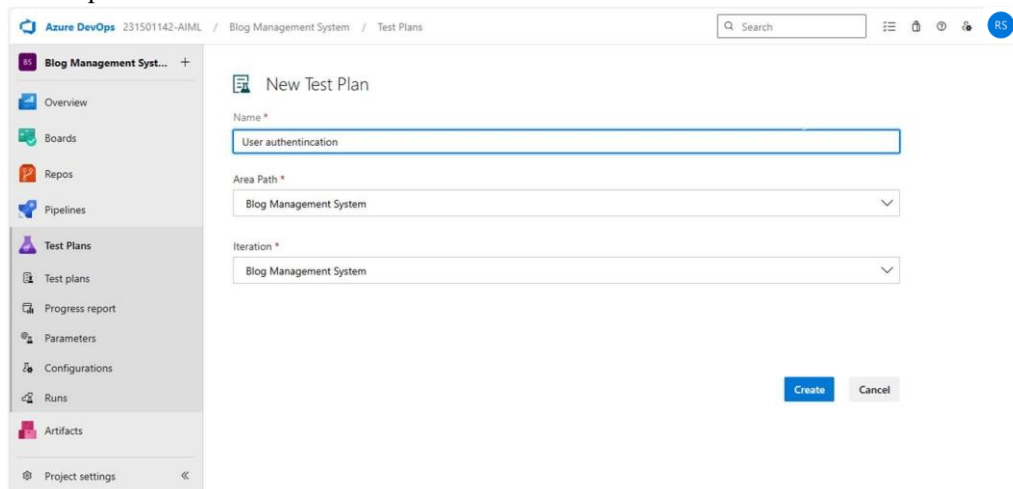 Azure DevOps 231501142-AIML / Blog Management System / Test Plans Search RS
BS Blog Management Syst... +
New Test Plan
Overview
Name *
Boards
User authentincation
Repos
Area Path *
Pipelines
Blog Management System
Test Plans
Iteration *
Test plans
Blog Management System
Progress report
Parameters
Configurations
Create Cancel
Runs
Artifacts
Project settings «